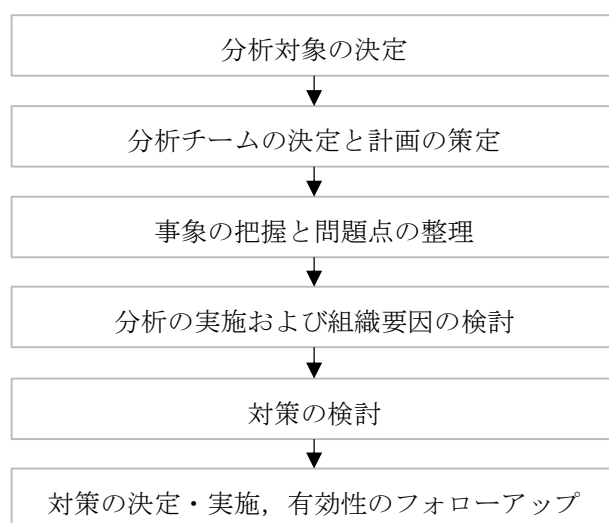 分析対象の決定
分析チームの決定と計画の策定
事象の把握と問題点の整理
分析の実施および組織要因の検討
対策の検討
対策の決定・実施，有効性のフォローアップ